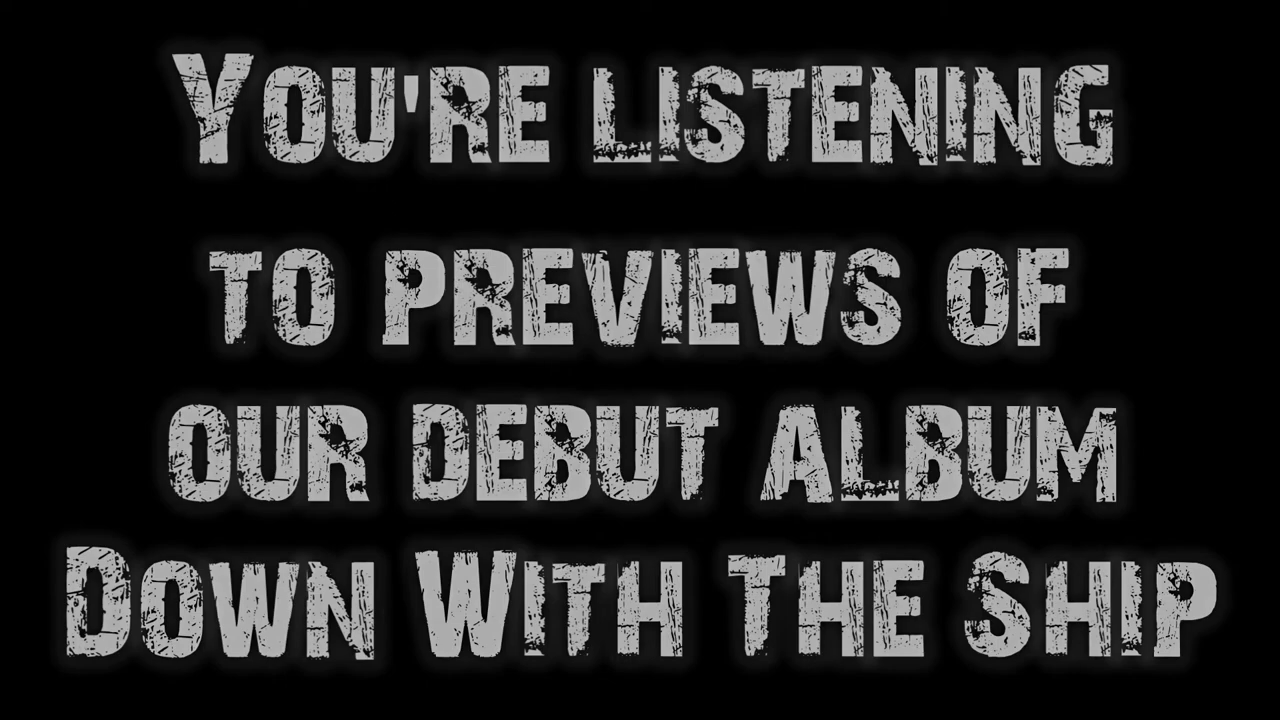 You're listening
to previews of
our debut album
Down With The Ship